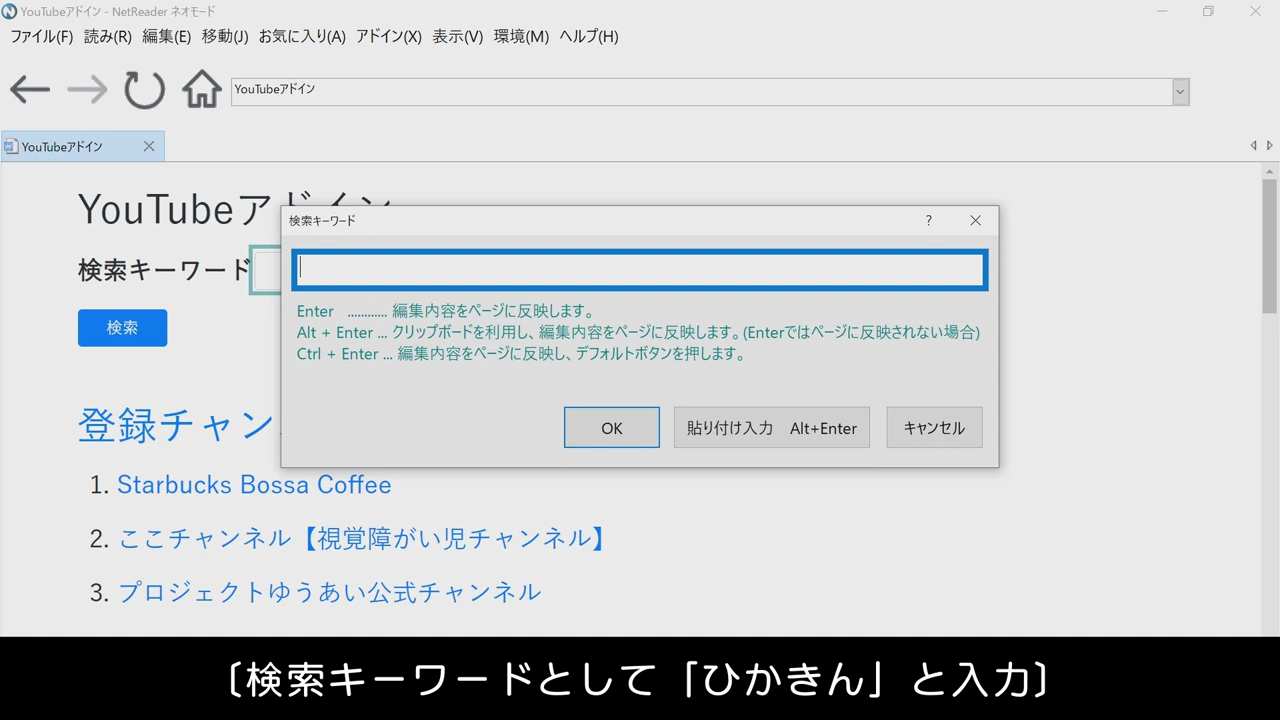 YouTubeアドイン - NetReader ネオモード
ファイル(F) 読み(R) 編集(E) 移動(J) お気に入り(A) アドイン(X) 表示(V) 環境(M) ヘルプ(H)
YouTubeアドイン
YouTubeアドイン
YouTubeアドイン
検索キーワード
検索
検索キーワード
Enter ............ 編集内容をページに反映します。
Alt + Enter ... クリップボードを利用し、編集内容をページに反映します。(Enterではページに反映されない場合)
Ctrl + Enter ... 編集内容をページに反映し、デフォルトボタンを押します。
OK 貼り付け入力 Alt+Enter キャンセル
登録チャン
1. Starbucks Bossa Coffee
2. ここチャンネル【視覚障がい児チャンネル】
3. プロジェクトゆうあい公式チャンネル
〔検索キーワードとして「ひかきん」と入力〕